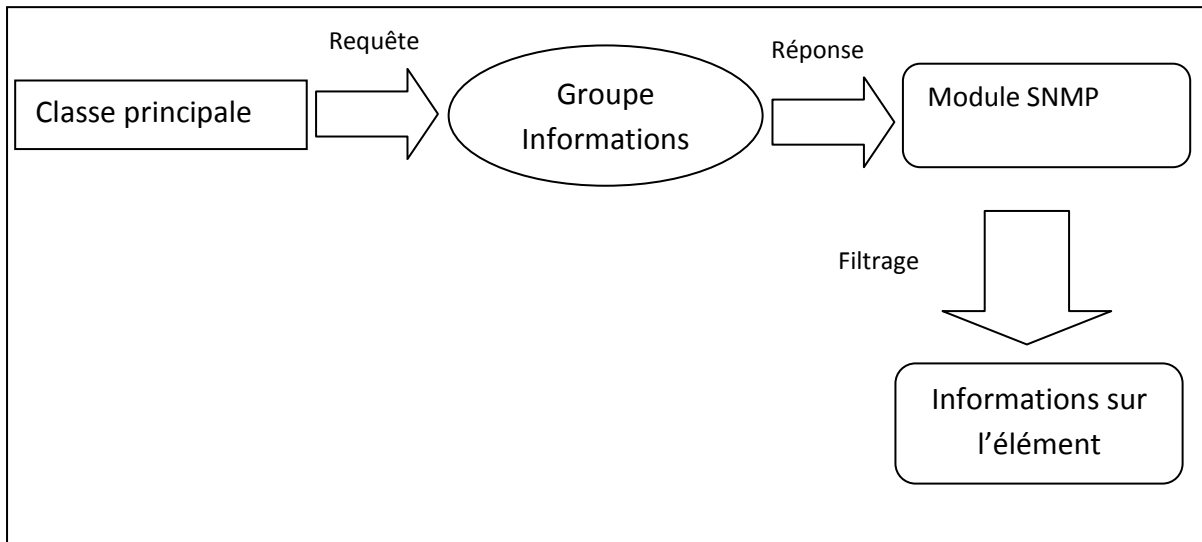 Requête
Réponse
Classe principale
Groupe
Informations
Module SNMP
Filtrage
Informations sur
l’élément